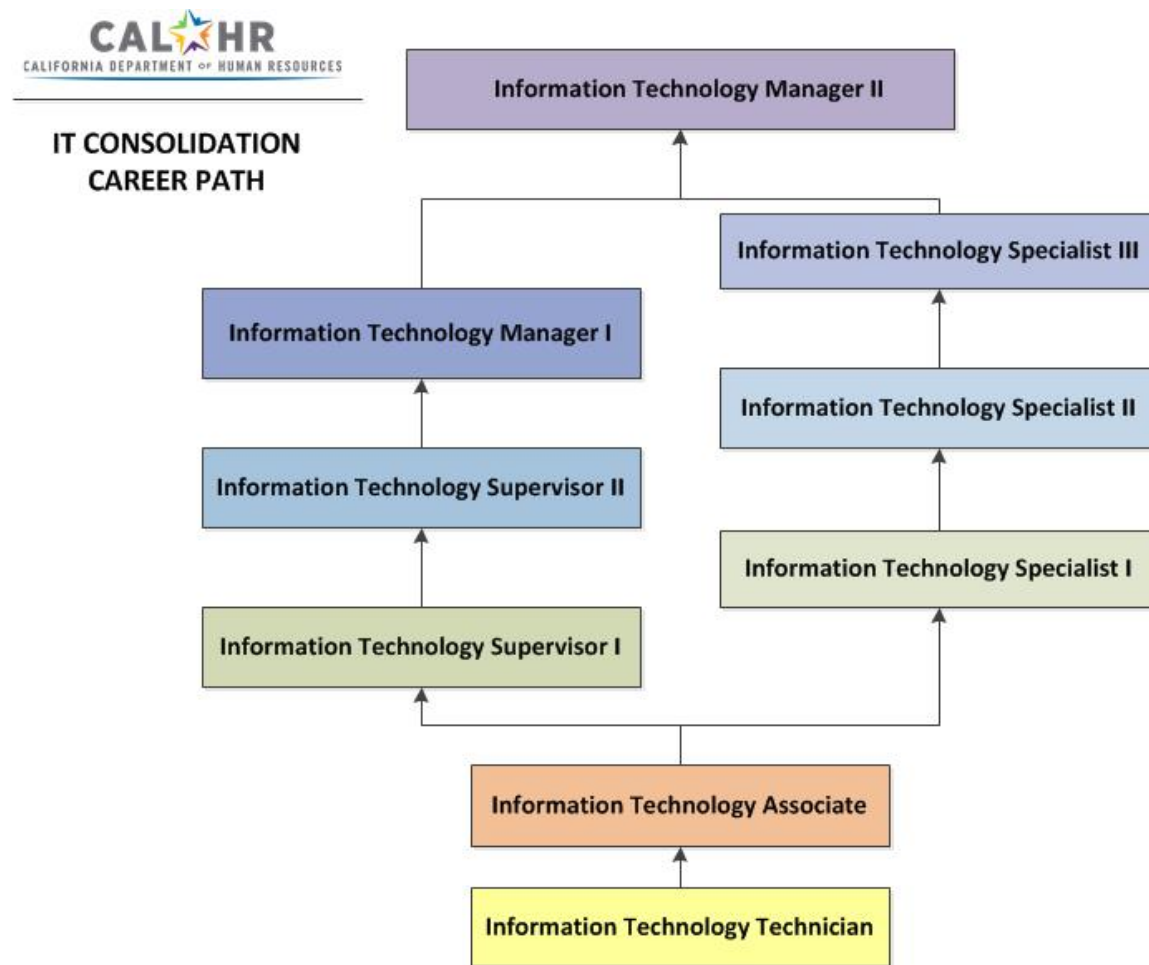 CAL HR
CALIFORNIA DEPARTMENT OF HUMAN RESOURCES
IT CONSOLIDATION
CAREER PATH
Information Technology Manager II
Information Technology Specialist III
Information Technology Manager I
Information Technology Specialist II
Information Technology Supervisor II
Information Technology Specialist I
Information Technology Supervisor I
Information Technology Associate
Information Technology Technician